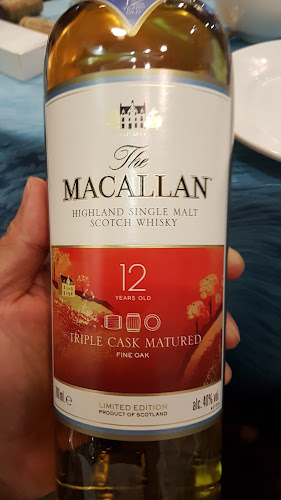 The
MACALLAN
HIGHLAND SINGLE MALT
SCOTCH WHISKY
12
YEARS OLD
TRIPLE CASK MATURED
FINE OAK
LIMITED EDITION
PRODUCT OF SCOTLAND
alc. 40% vol.